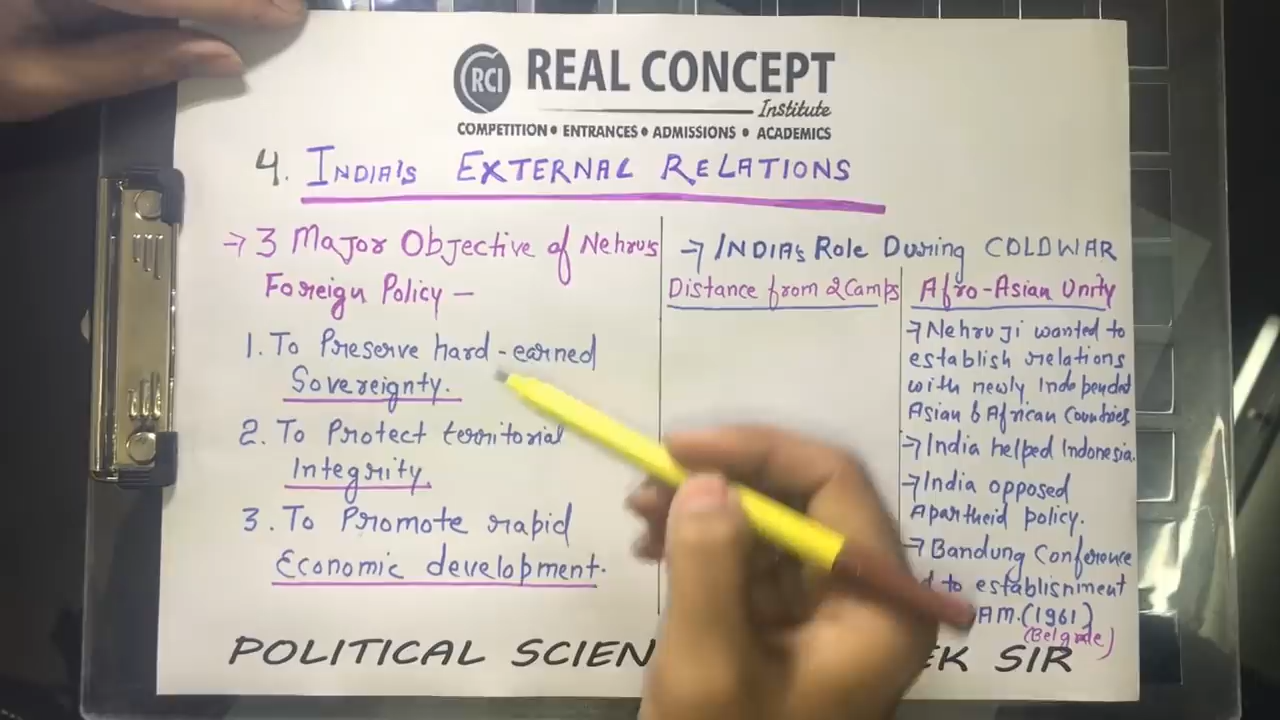 RCI REAL CONCEPT
Institute
COMPETITION • ENTRANCES • ADMISSIONS • ACADEMICS
4. INDIA'S EXTERNAL RELATIONS
→ 3 Major Objective of Nehru's
Foreign Policy –
1. To Preserve hard-earned
Sovereignty.
2. To Protect territorial
Integrity.
3. To Promote rapid
Economic development.
→ INDIA's Role During COLDWAR
Distance from 2 Camps
Afro-Asian Unity
→ Nehru Ji wanted to
establish relations
with newly Independed
Asian & African Countries
→ India helped Indonesia.
→ India opposed
Apartheid policy.
→ Bandung Conference
to establishment
(1961)
(Belgrade)
POLITICAL SCIEN
EK SIR